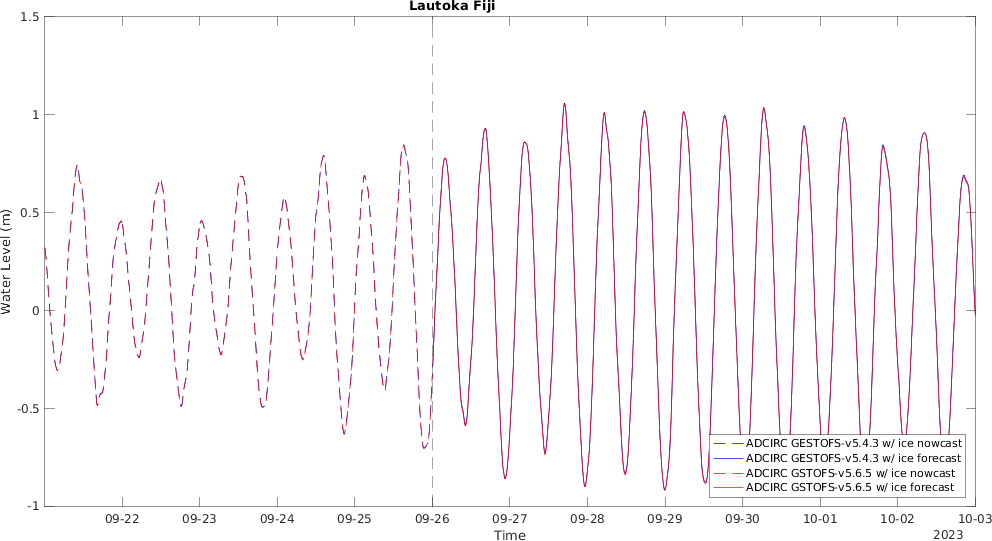 Lautoka Fiji
1.5
1
0.5
0
-0.5
-1
Water Level (m)
ADCIRC GESTOFS-v5.4.3 w/ ice nowcast
ADCIRC GESTOFS-v5.4.3 w/ ice forecast
ADCIRC GSTOFS-v5.6.5 w/ ice nowcast
ADCIRC GSTOFS-v5.6.5 w/ ice forecast
09-22 09-23 09-24 09-25 09-26 09-27 09-28 09-29 09-30 10-01 10-02 10-03
Time
2023